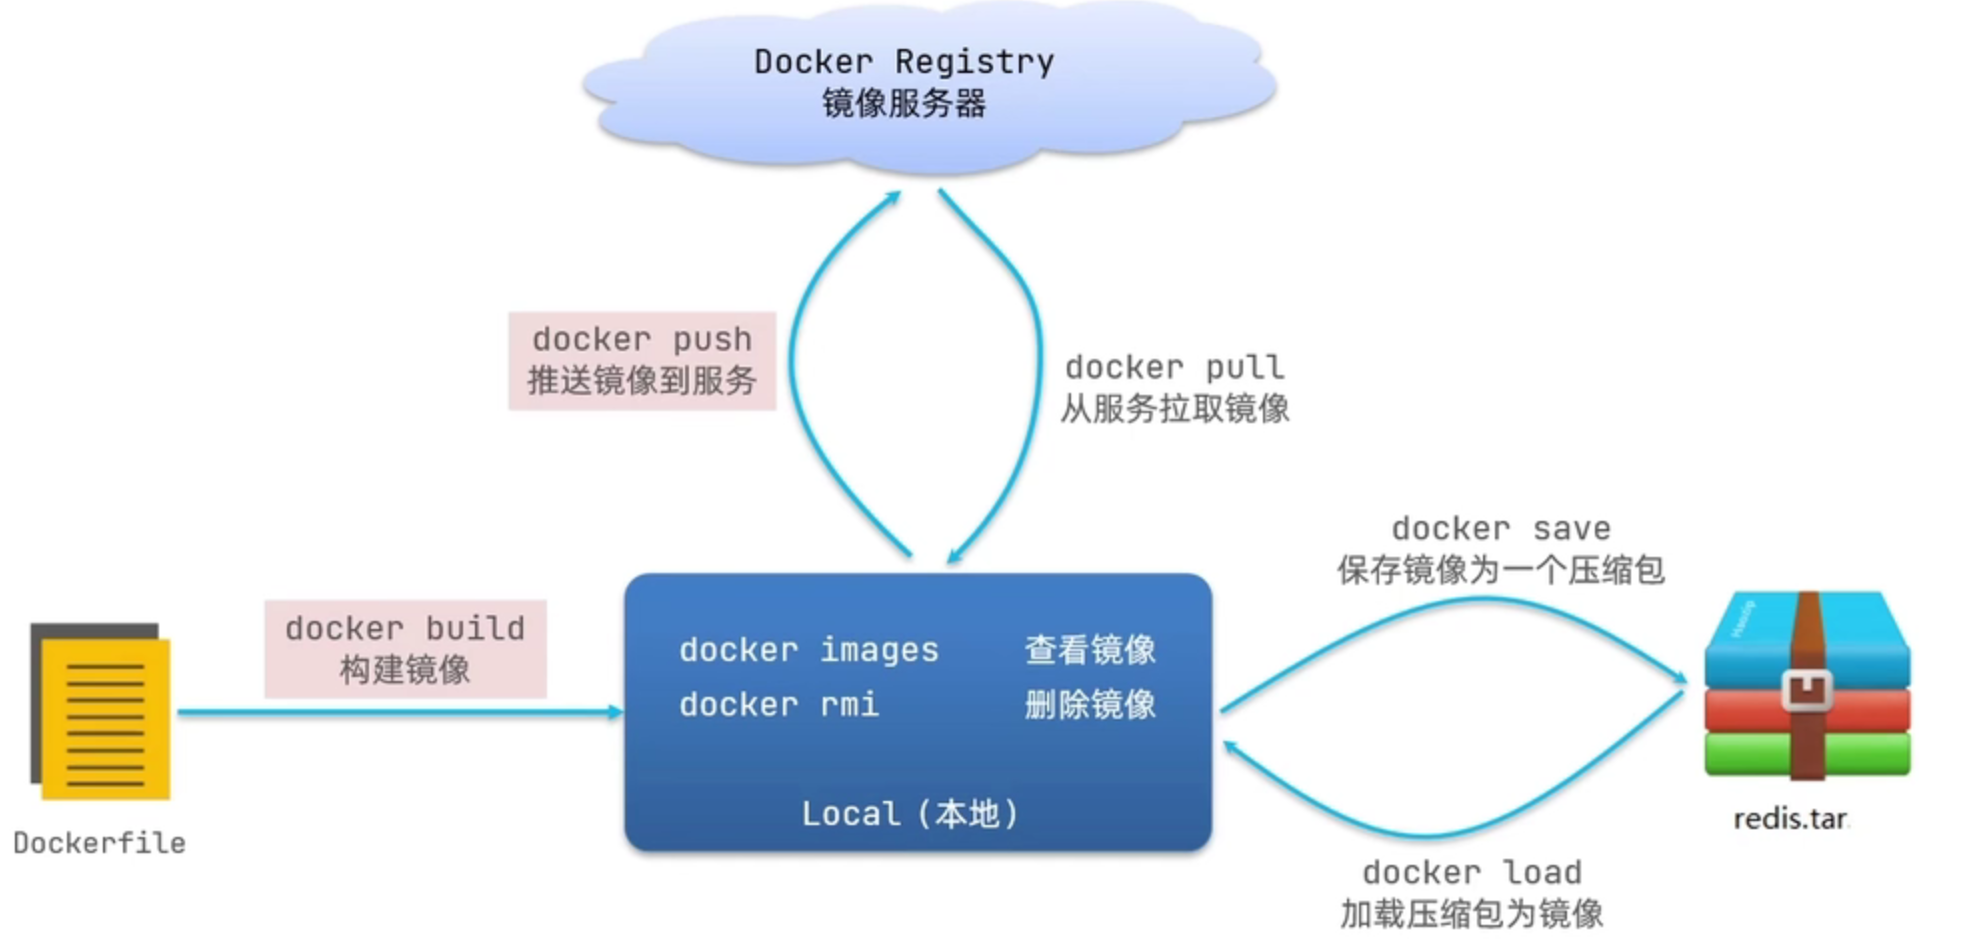 Docker Registry
镜像服务器
docker push
推送镜像到服务
docker pull
从服务拉取镜像
docker save
保存镜像为一个压缩包
docker build
构建镜像
docker images 查看镜像
docker rmi 删除镜像
Local（本地）
Haozip
redis.tar
Dockerfile
docker load
加载压缩包为镜像